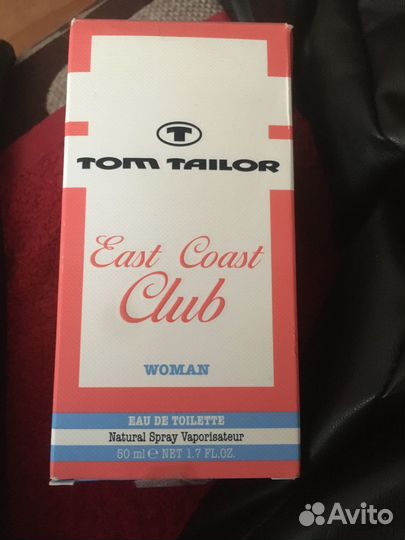 T
TOM TAILOR
East Coast
Club
WOMAN
EAU DE TOILETTE
Natural Spray Vaporisateur
50 ml ℮ NET 1.7 FL.OZ.
Avito